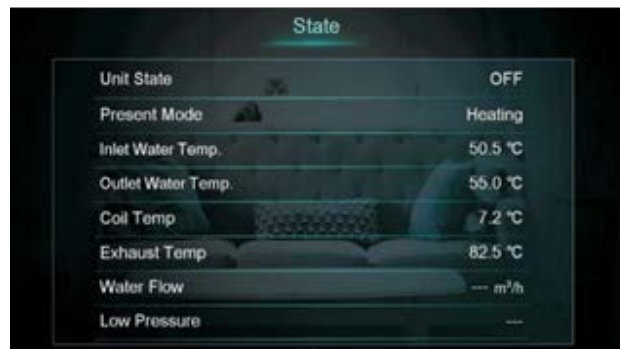 State
Unit State OFF
Present Mode Heating
Inlet Water Temp. 50.5 ℃
Outlet Water Temp. 55.0 ℃
Coil Temp 7.2 ℃
Exhaust Temp 82.5 ℃
Water Flow --- m³/h
Low Pressure ---